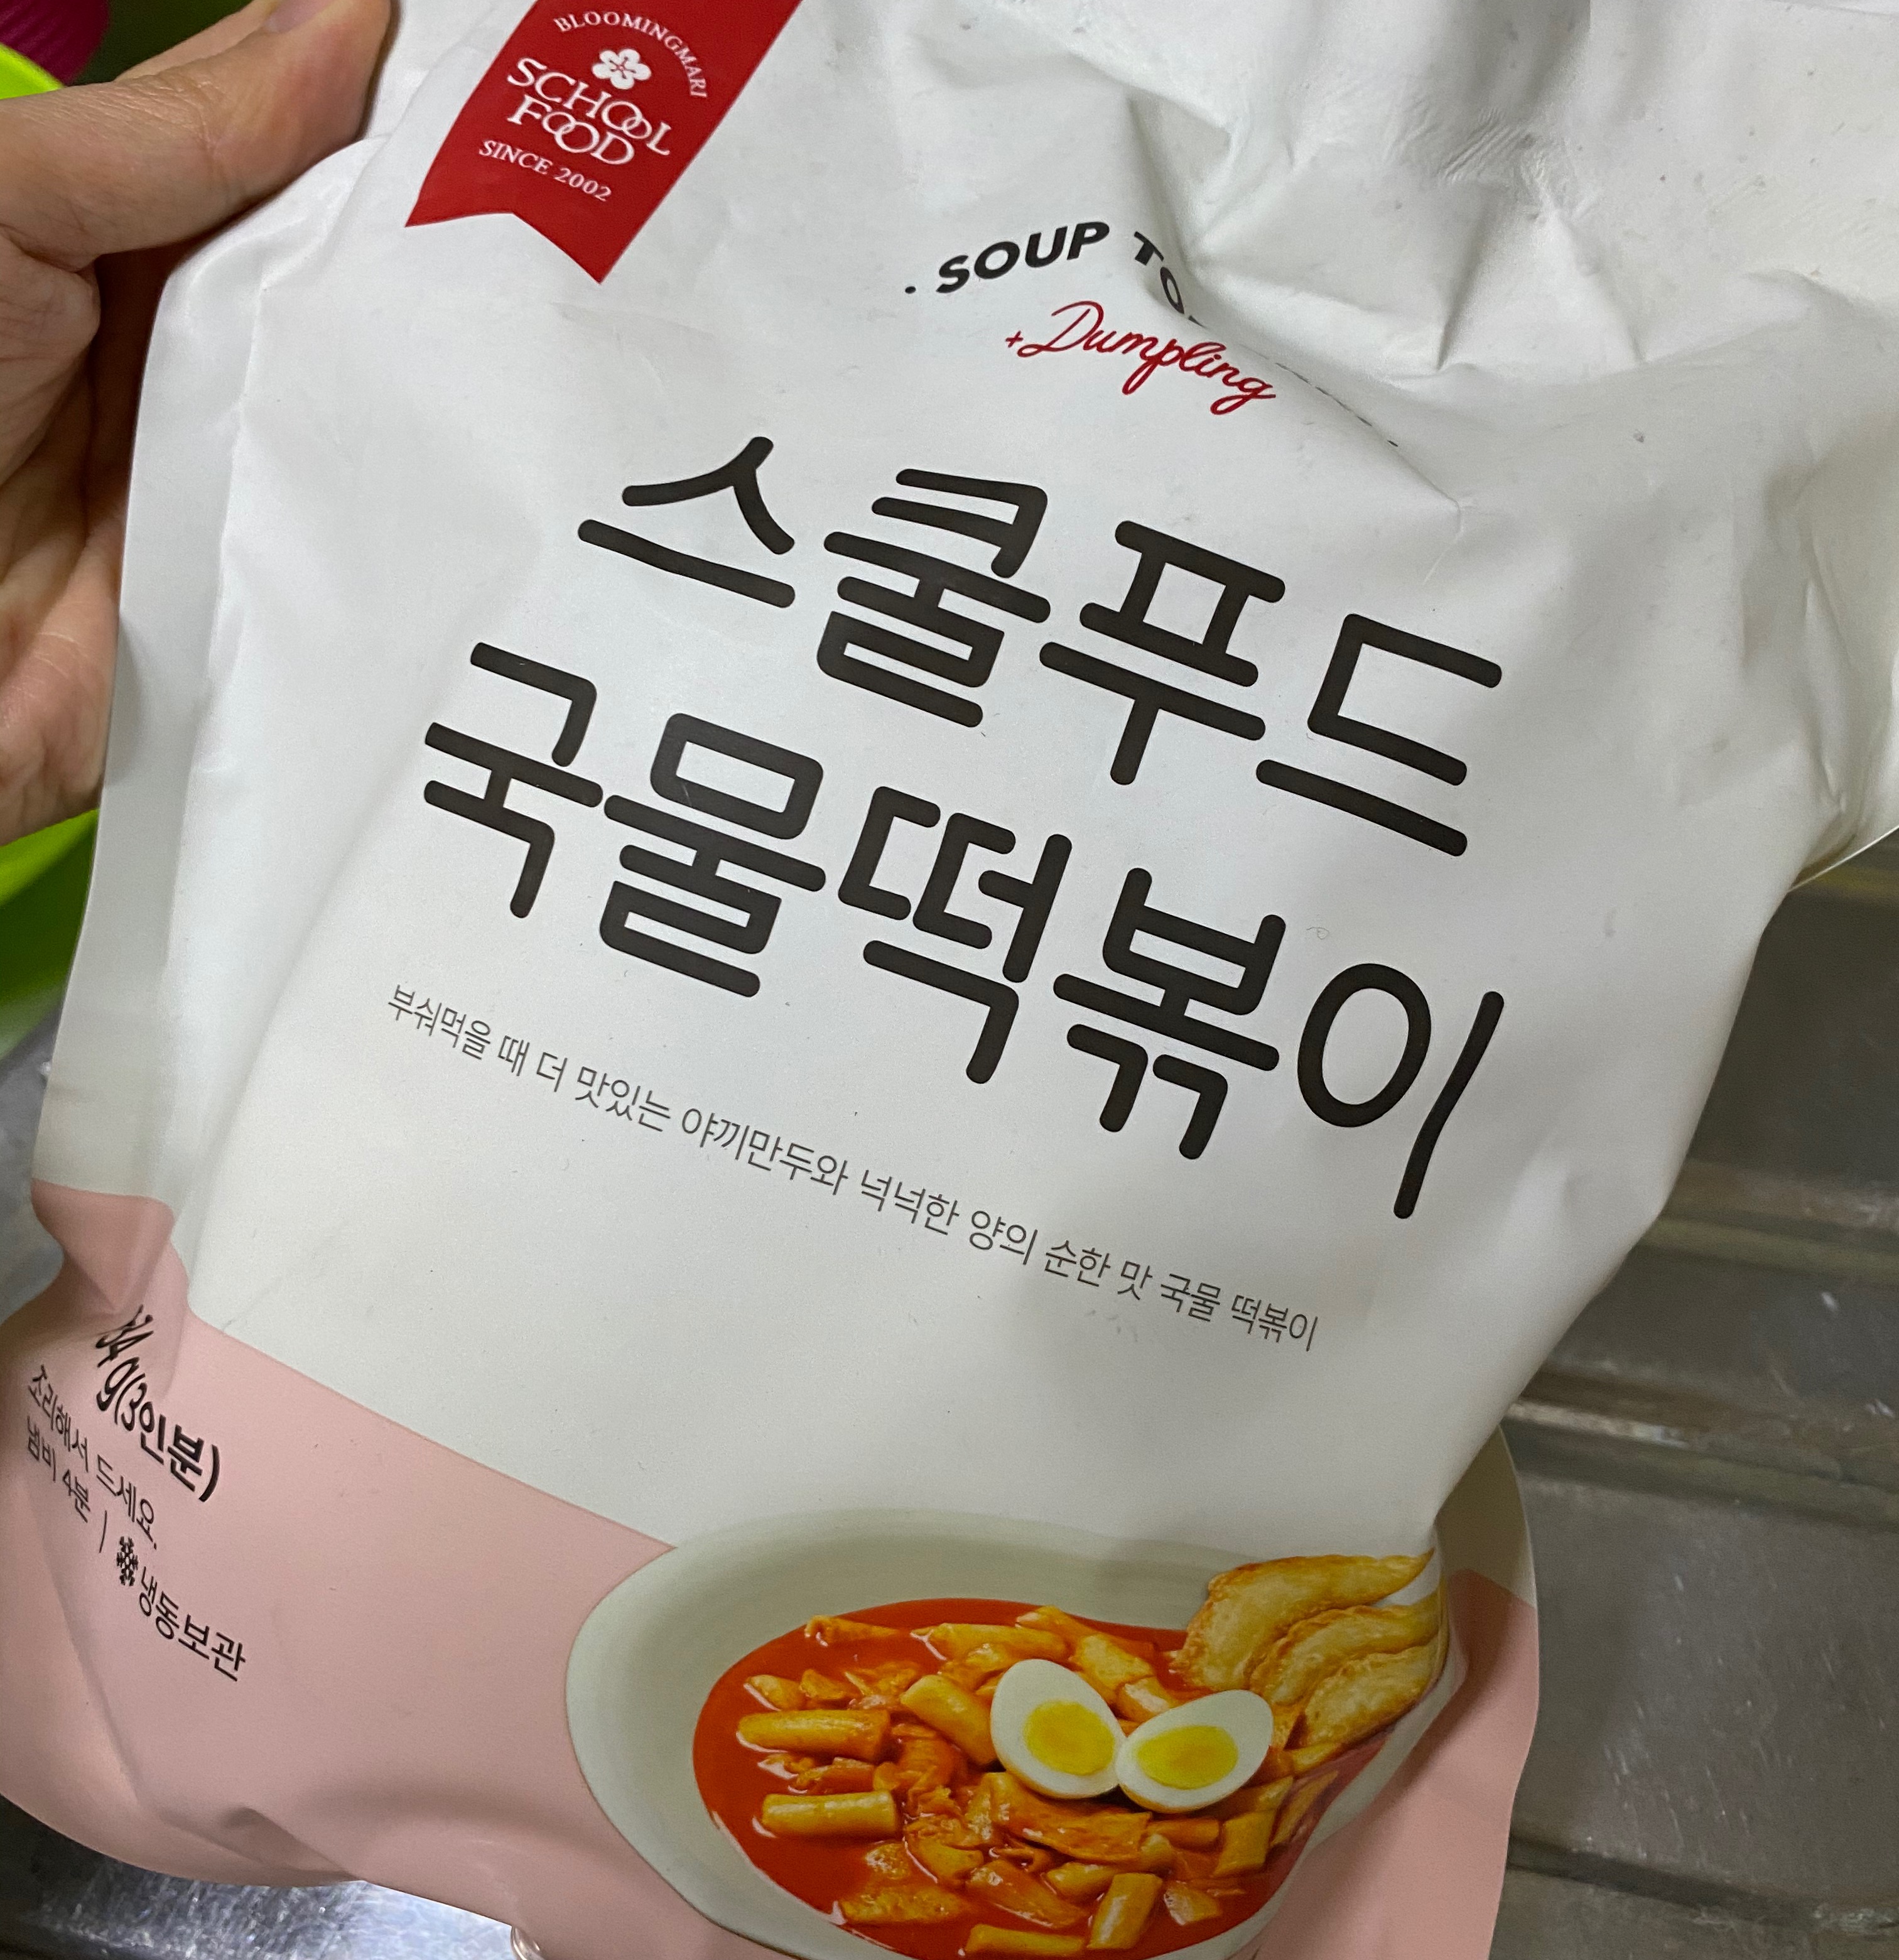 BLOOMINGMARI
SCHOOL
FOOD
SINCE 2002
SOUP
+Dumpling
스쿨푸드
국물떡볶이
부숴먹을 때 더 맛있는 야끼만두와 넉넉한 양의 순한 맛 국물 떡볶이
(3인분)
조리해서 드세요.
냄비 4분 | 냉동보관